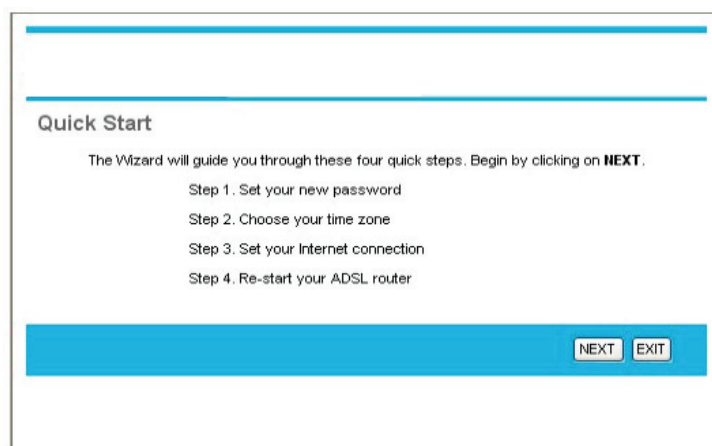 Quick Start
The Wizard will guide you through these four quick steps. Begin by clicking on NEXT.
Step 1. Set your new password
Step 2. Choose your time zone
Step 3. Set your Internet connection
Step 4. Re-start your ADSL router
NEXT EXIT